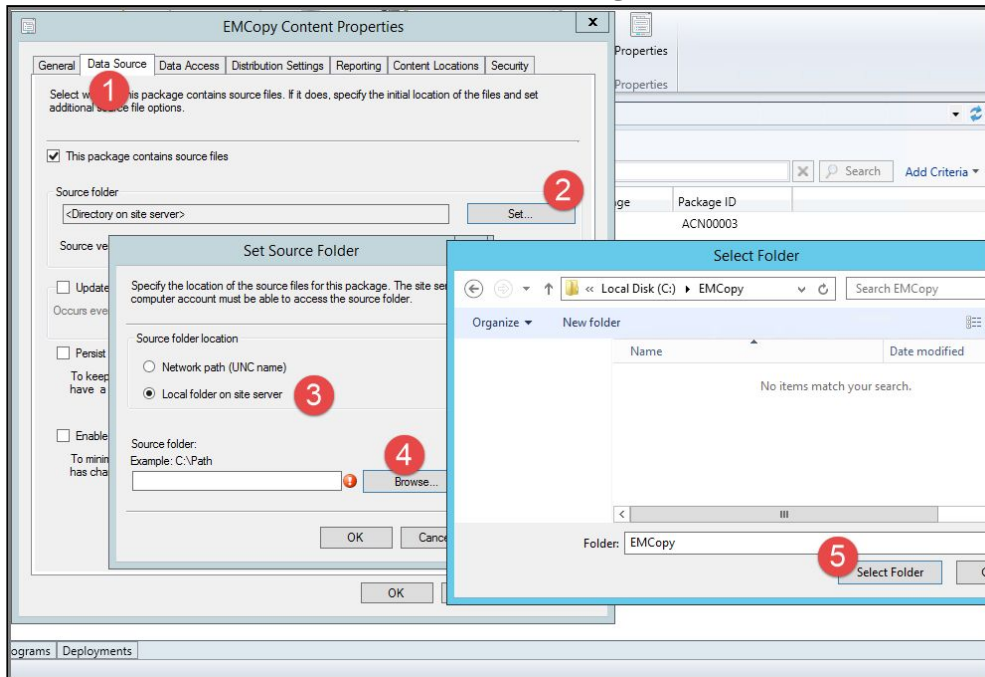 EMCopy Content Properties
x
Properties
General Data Source Data Access Distribution Settings Reporting Content Locations Security
Properties
1
Select w his package contains source files. If it does, specify the initial location of the files and set
additional source file options.
This package contains source files
Search Add Criteria
2
Source folder
<Directory on site server> Set...
ge Package ID
ACN00003
Source ve
Set Source Folder
Select Folder
Update
Specify the location of the source files for this package. The site ser
computer account must be able to access the source folder.
« Local Disk (C:) EMCopy Search EMCopy
Occurs eve
Organize New folder
Source folder location
Persist
Name Date modified
Network path (UNC name)
To keep
have a
No items match your search.
Local folder on site server 3
Enable
Source folder:
4
To minin
has cha
Example: C:\Path
Browse...
Folder: EMCopy
OK Cance
5
Select Folder C
OK
ograms Deployments